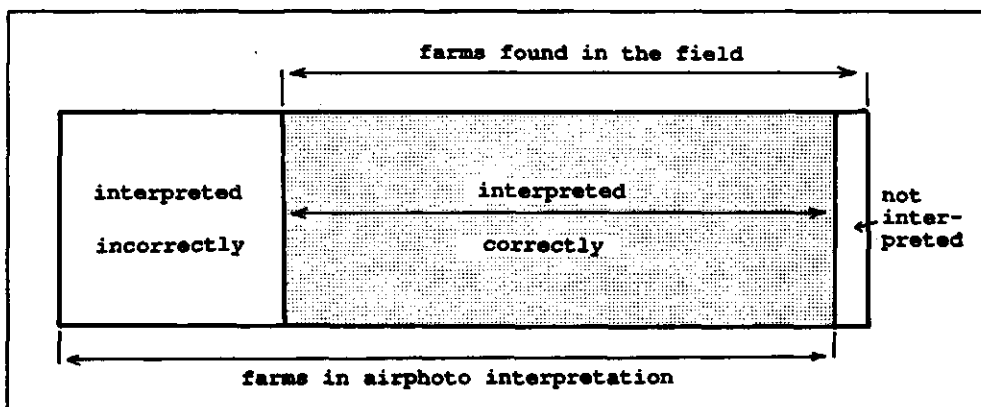 farms found in the field
interpreted
incorrectly
interpreted
correctly
not
inter-
preted
farms in airphoto interpretation